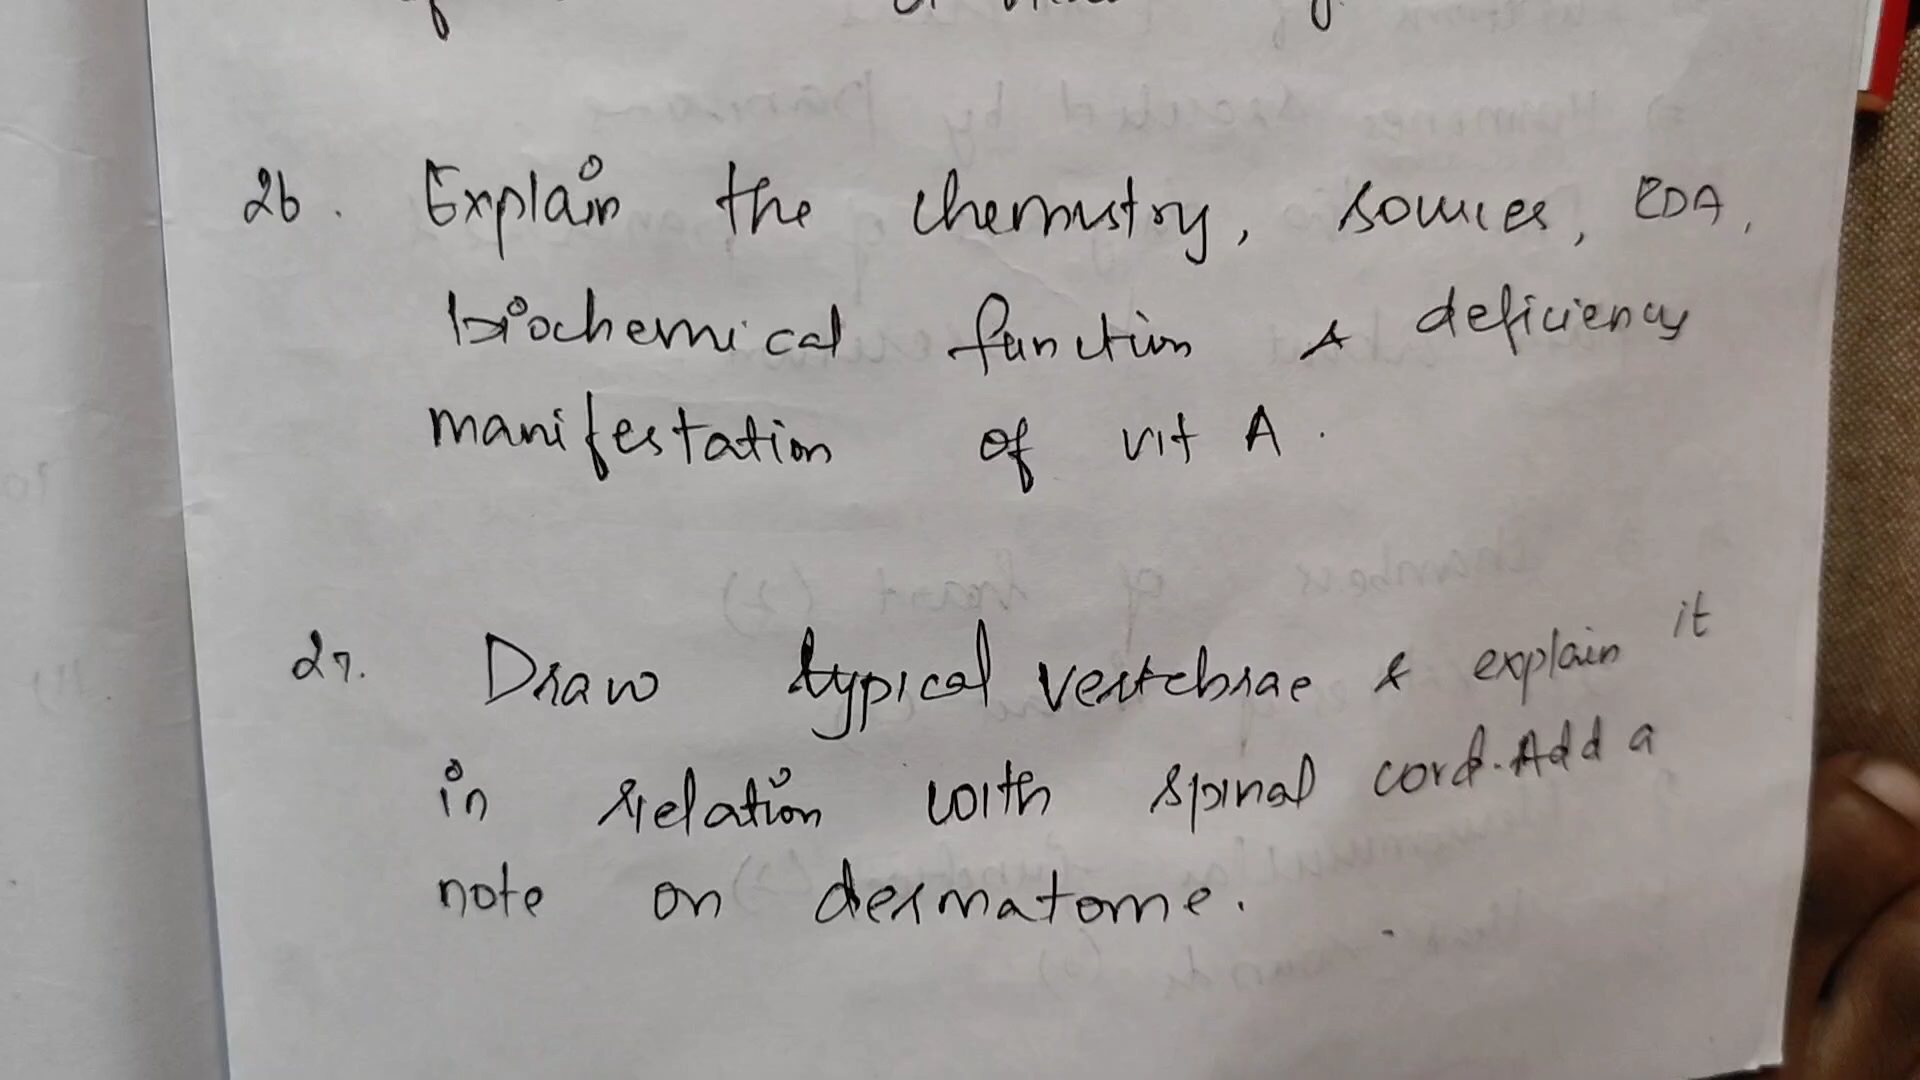 26. Explain the chemistry, sources, RDA,
biochemical function & deficiency
manifestation of vit A.
27. Draw typical vertebrae & explain it
in relation with spinal cord. Add a
note on dermatome.